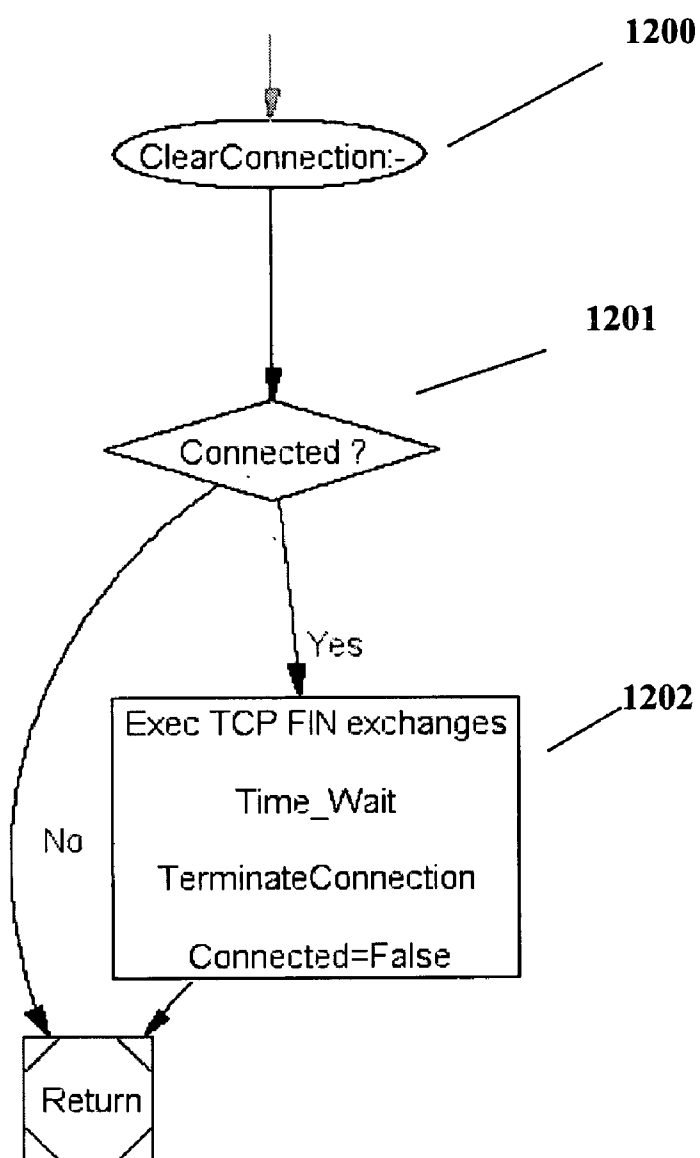 1200
ClearConnection:-
1201
Connected ?
Yes
1202
Exec TCP FIN exchanges
Time_Wait
No
TerminateConnection
Connected=False
Return